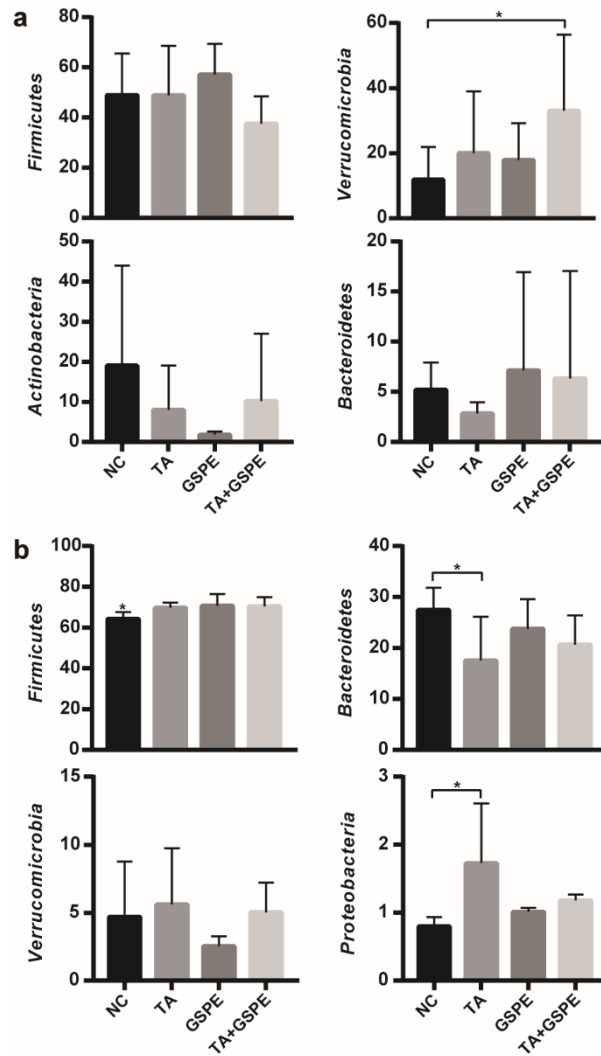 a
Firmicutes
80
60
40
20
0
Verrucomicrobia
60
40
20
0
*
Actinobacteria
50
40
30
20
10
0
NC
TA
GSPE
TA+GSPE
Bacteroidetes
20
15
10
5
0
NC
TA
GSPE
TA+GSPE
b
Firmicutes
100
80
60
40
20
0
*
Bacteroidetes
40
30
20
10
0
*
Verrucomicrobia
15
10
5
0
NC
TA
GSPE
TA+GSPE
Proteobacteria
3
2
1
0
*
NC
TA
GSPE
TA+GSPE